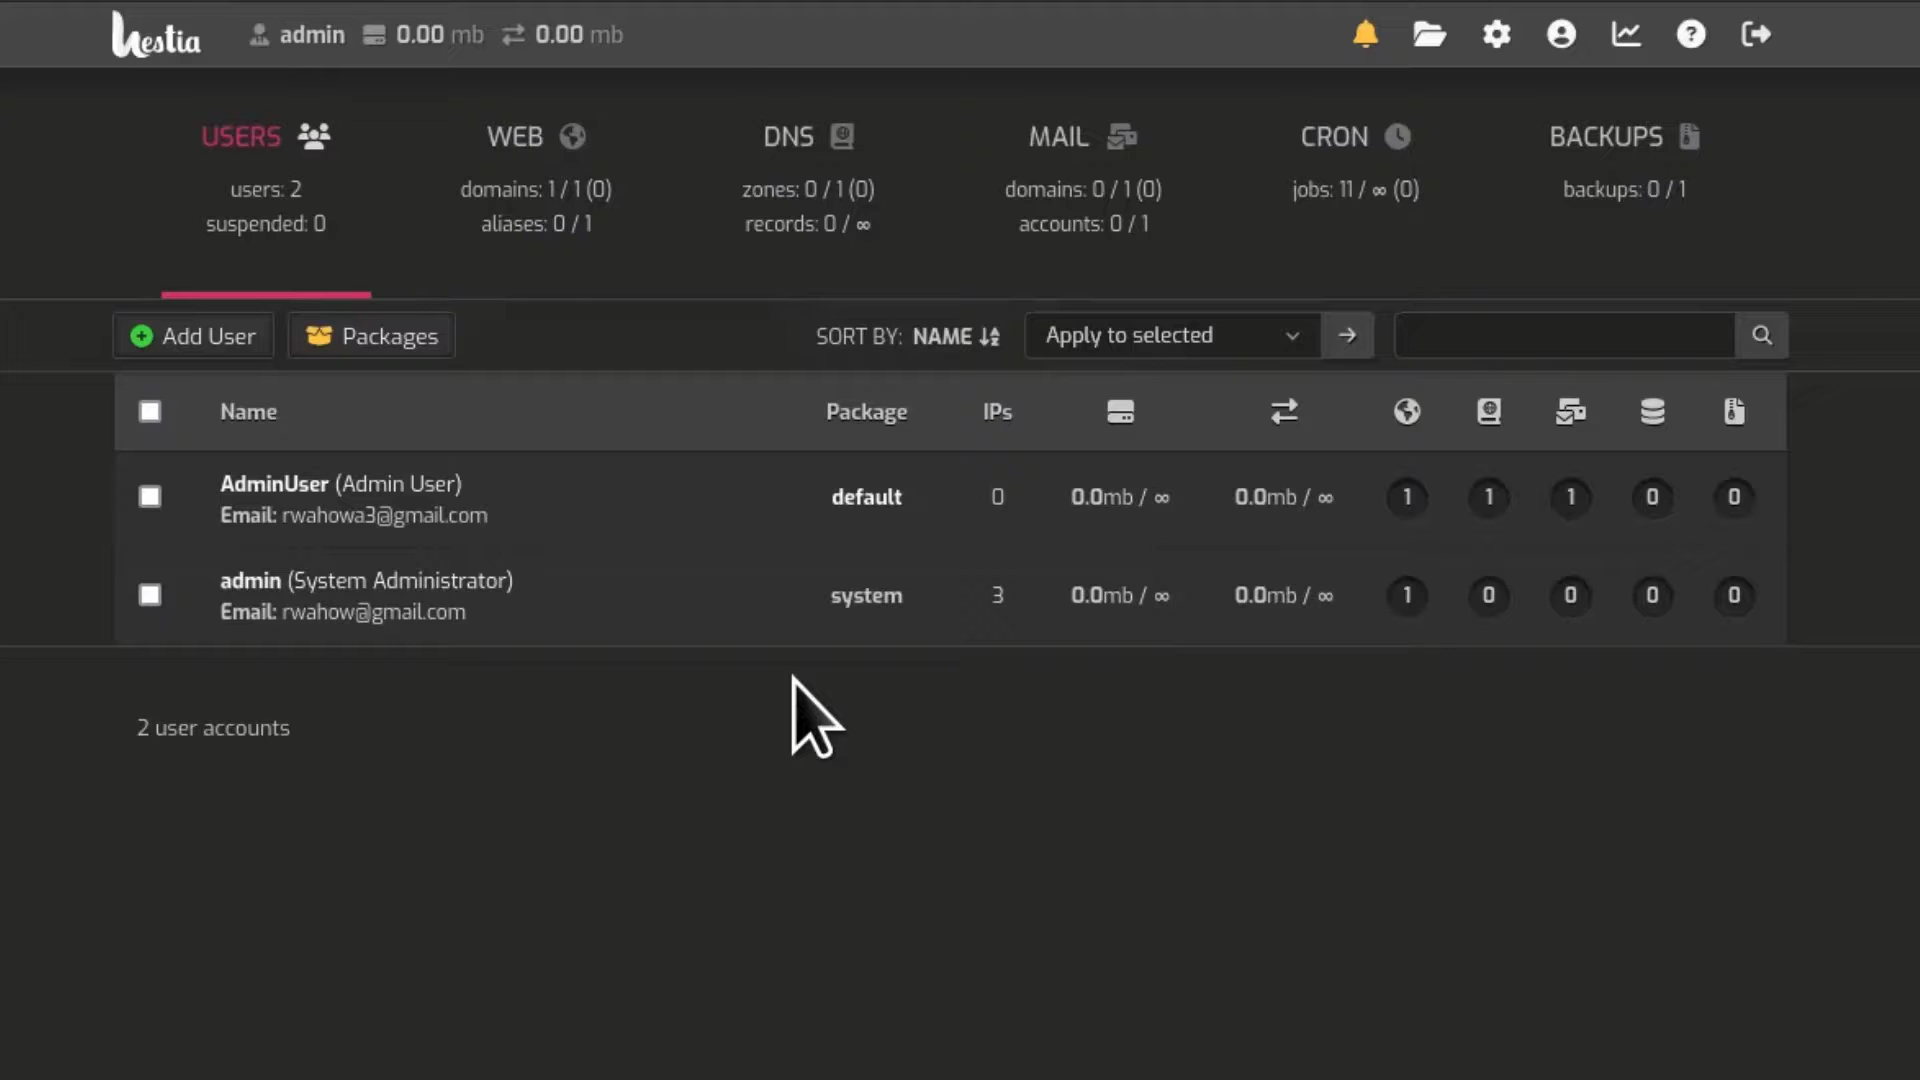 hestia admin 0.00 mb 0.00 mb
USERS
users: 2
suspended: 0
WEB
domains: 1 / 1 (0)
aliases: 0 / 1
DNS
zones: 0 / 1 (0)
records: 0 / ∞
MAIL
domains: 0 / 1 (0)
accounts: 0 / 1
CRON
jobs: 11 / ∞ (0)
BACKUPS
backups: 0 / 1
Add User Packages SORT BY: NAME Apply to selected
Name Package IPs
AdminUser (Admin User)
Email: rwahowa3@gmail.com
default 0 0.0mb / ∞ 0.0mb / ∞ 1 1 1 0 0
admin (System Administrator)
Email: rwahow@gmail.com
system 3 0.0mb / ∞ 0.0mb / ∞ 1 0 0 0 0
2 user accounts